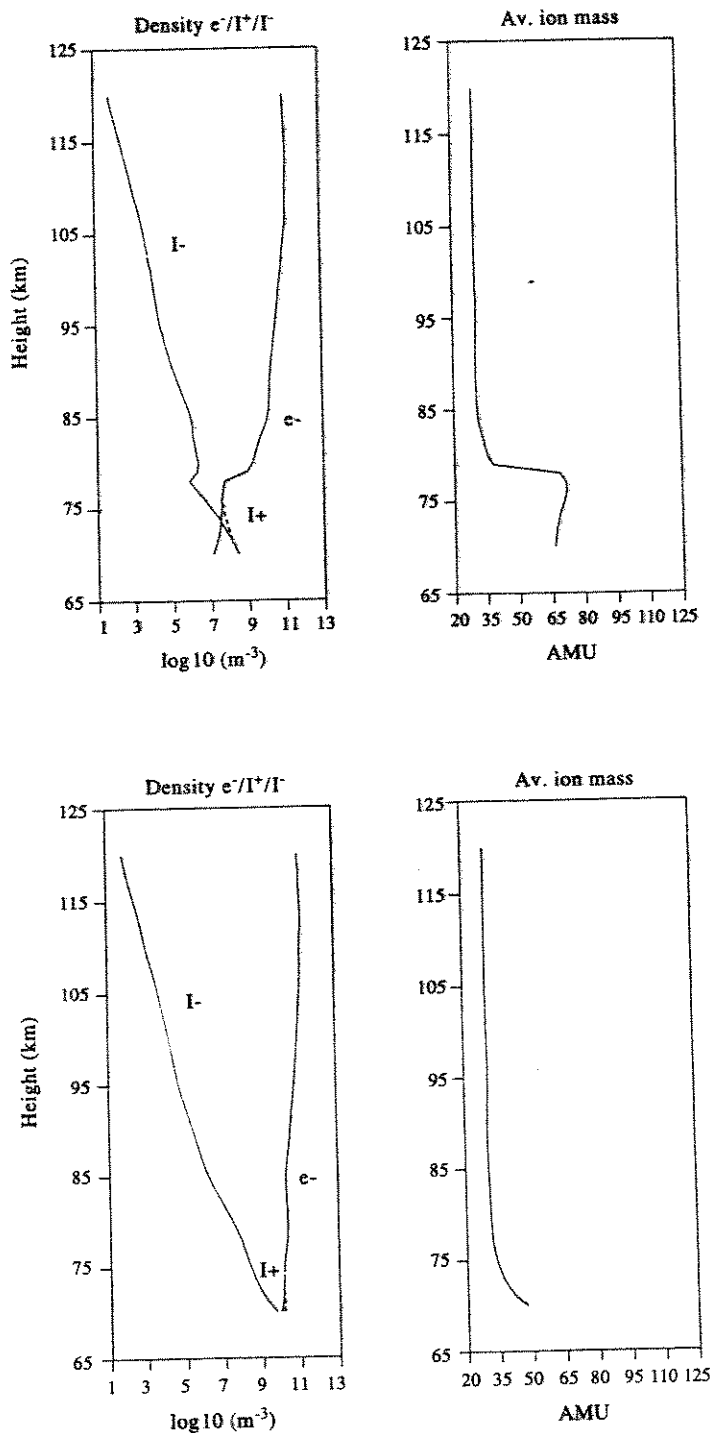 Density e⁻/I⁺/I⁻
125
115
105
95
85
75
65
Height (km)
I-
e-
I+
1 3 5 7 9 11 13
log10 (m⁻³)
Av. ion mass
125
115
105
95
85
75
65
20 35 50 65 80 95 110 125
AMU
Density e⁻/I⁺/I⁻
125
115
105
95
85
75
65
Height (km)
I-
e-
I+
1 3 5 7 9 11 13
log10 (m⁻³)
Av. ion mass
125
115
105
95
85
75
65
20 35 50 65 80 95 110 125
AMU